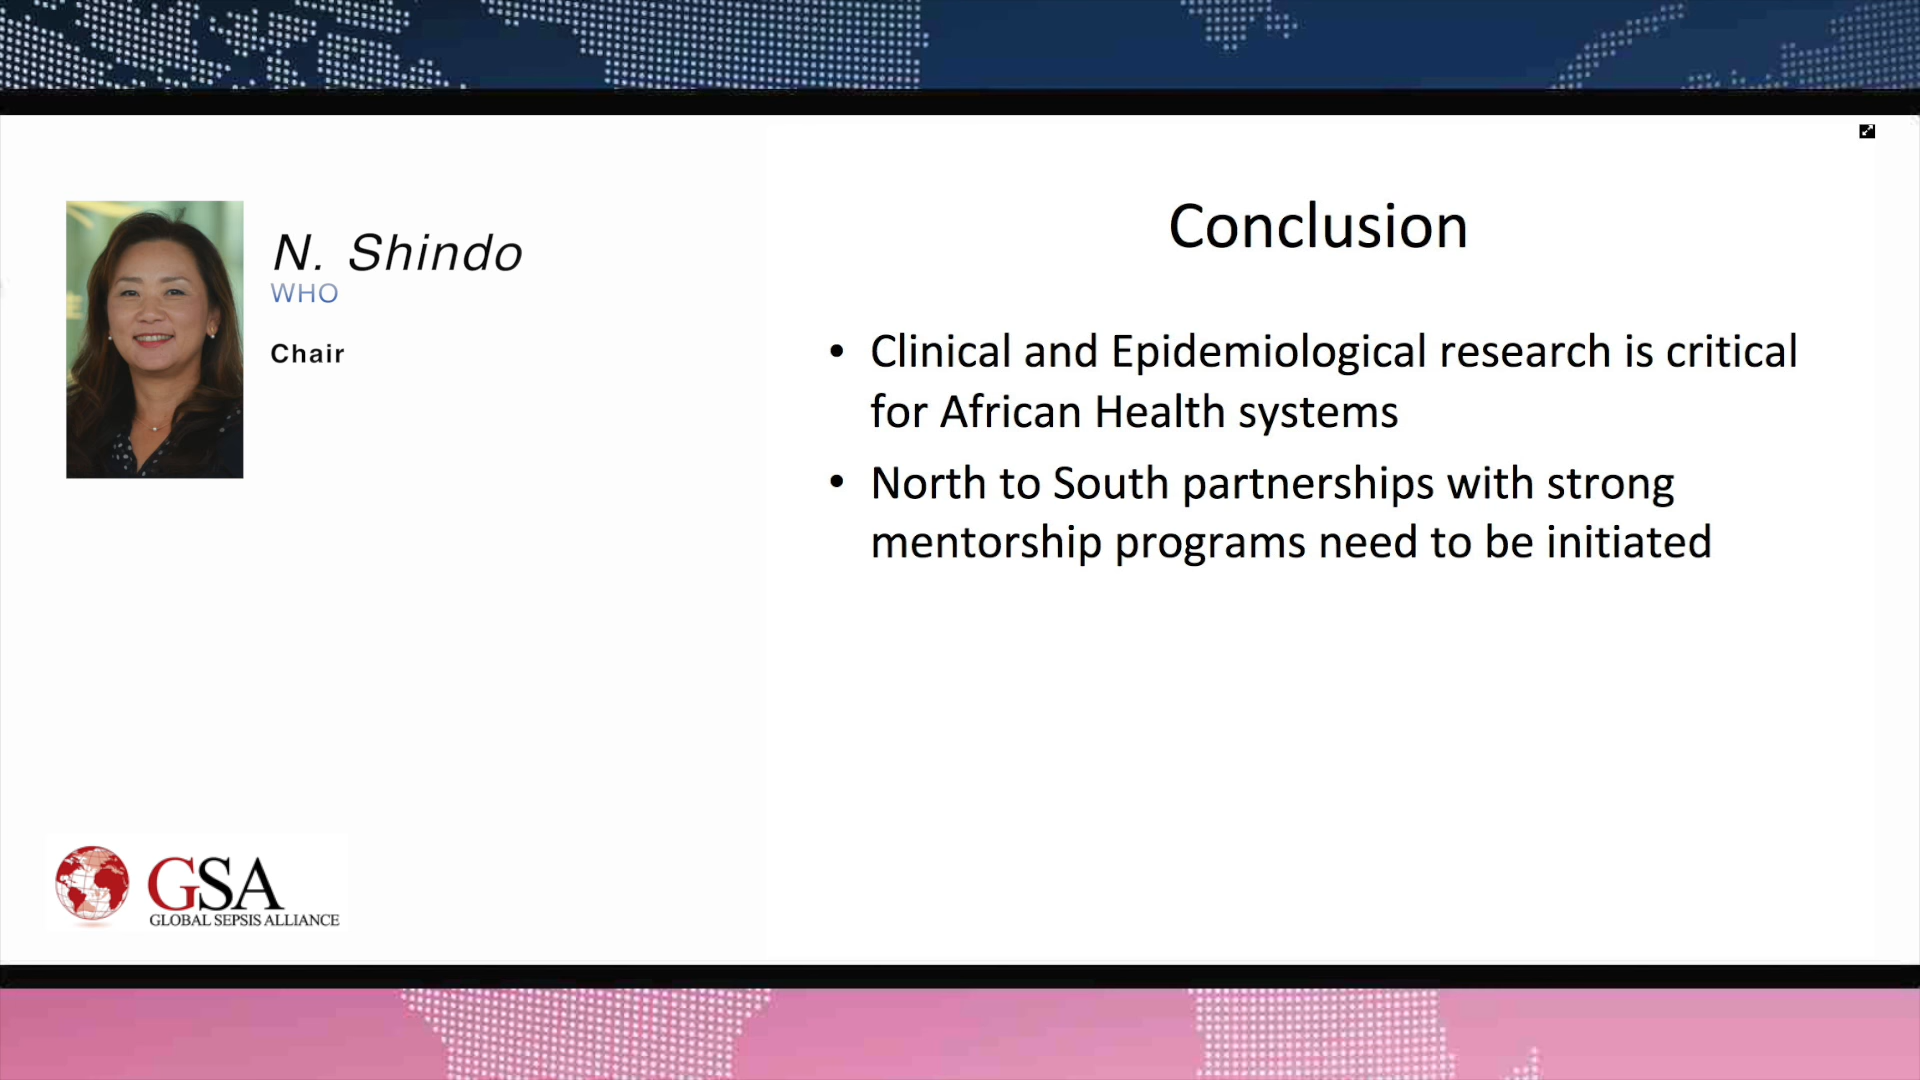 N. Shindo
WHO
Chair
GSA
GLOBAL SEPSIS ALLIANCE
Conclusion
• Clinical and Epidemiological research is critical
for African Health systems
• North to South partnerships with strong
mentorship programs need to be initiated